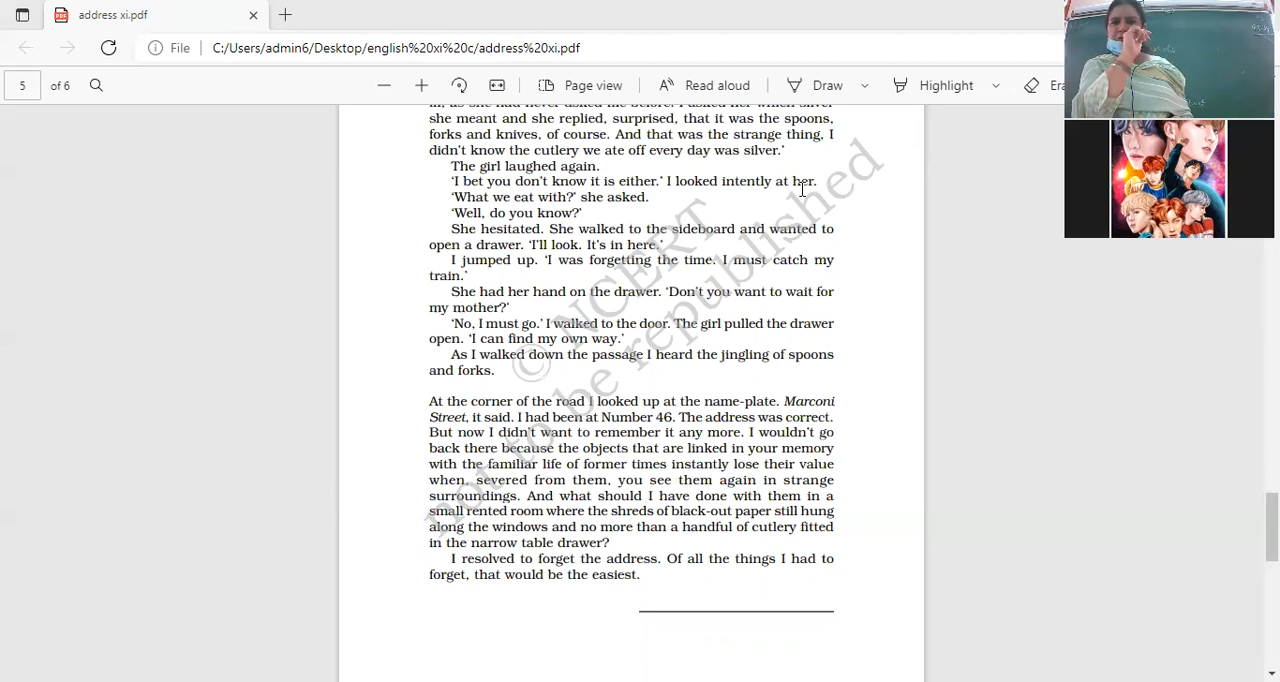 address xi.pdf
File
C:/Users/admin6/Desktop/english%20xi%20c/address%20xi.pdf
5 of 6
Page view
Read aloud
Draw
Highlight
she meant and she replied, surprised, that it was the spoons,
forks and knives, of course. And that was the strange thing, I
didn't know the cutlery we ate off every day was silver.'
The girl laughed again.
'I bet you don't know it is either.' I looked intently at her.
'What we eat with?' she asked.
'Well, do you know?'
She hesitated. She walked to the sideboard and wanted to
open a drawer. 'I'll look. It's in here.'
I jumped up. 'I was forgetting the time. I must catch my
train.'
She had her hand on the drawer. 'Don't you want to wait for
my mother?'
'No, I must go.' I walked to the door. The girl pulled the drawer
open. 'I can find my own way.'
As I walked down the passage I heard the jingling of spoons
and forks.
At the corner of the road I looked up at the name-plate. Marconi
Street, it said. I had been at Number 46. The address was correct.
But now I didn't want to remember it any more. I wouldn't go
back there because the objects that are linked in your memory
with the familiar life of former times instantly lose their value
when, severed from them, you see them again in strange
surroundings. And what should I have done with them in a
small rented room where the shreds of black-out paper still hung
along the windows and no more than a handful of cutlery fitted
in the narrow table drawer?
I resolved to forget the address. Of all the things I had to
forget, that would be the easiest.
© NCERT
not to be republished